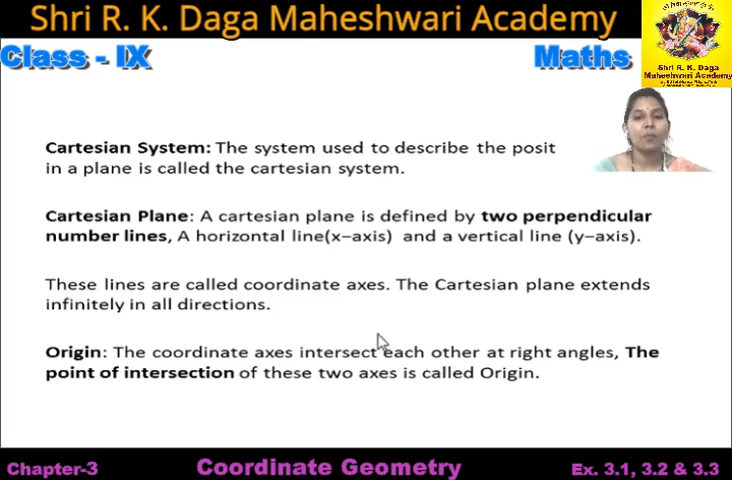 Shri R. K. Daga Maheshwari Academy
Class - IX
Maths
Shri R. K. Daga
Maheshwari Academy
Cartesian System: The system used to describe the posit
in a plane is called the cartesian system.
Cartesian Plane: A cartesian plane is defined by two perpendicular
number lines, A horizontal line(x−axis) and a vertical line (y−axis).
These lines are called coordinate axes. The Cartesian plane extends
infinitely in all directions.
Origin: The coordinate axes intersect each other at right angles, The
point of intersection of these two axes is called Origin.
Chapter-3
Coordinate Geometry
Ex. 3.1, 3.2 & 3.3